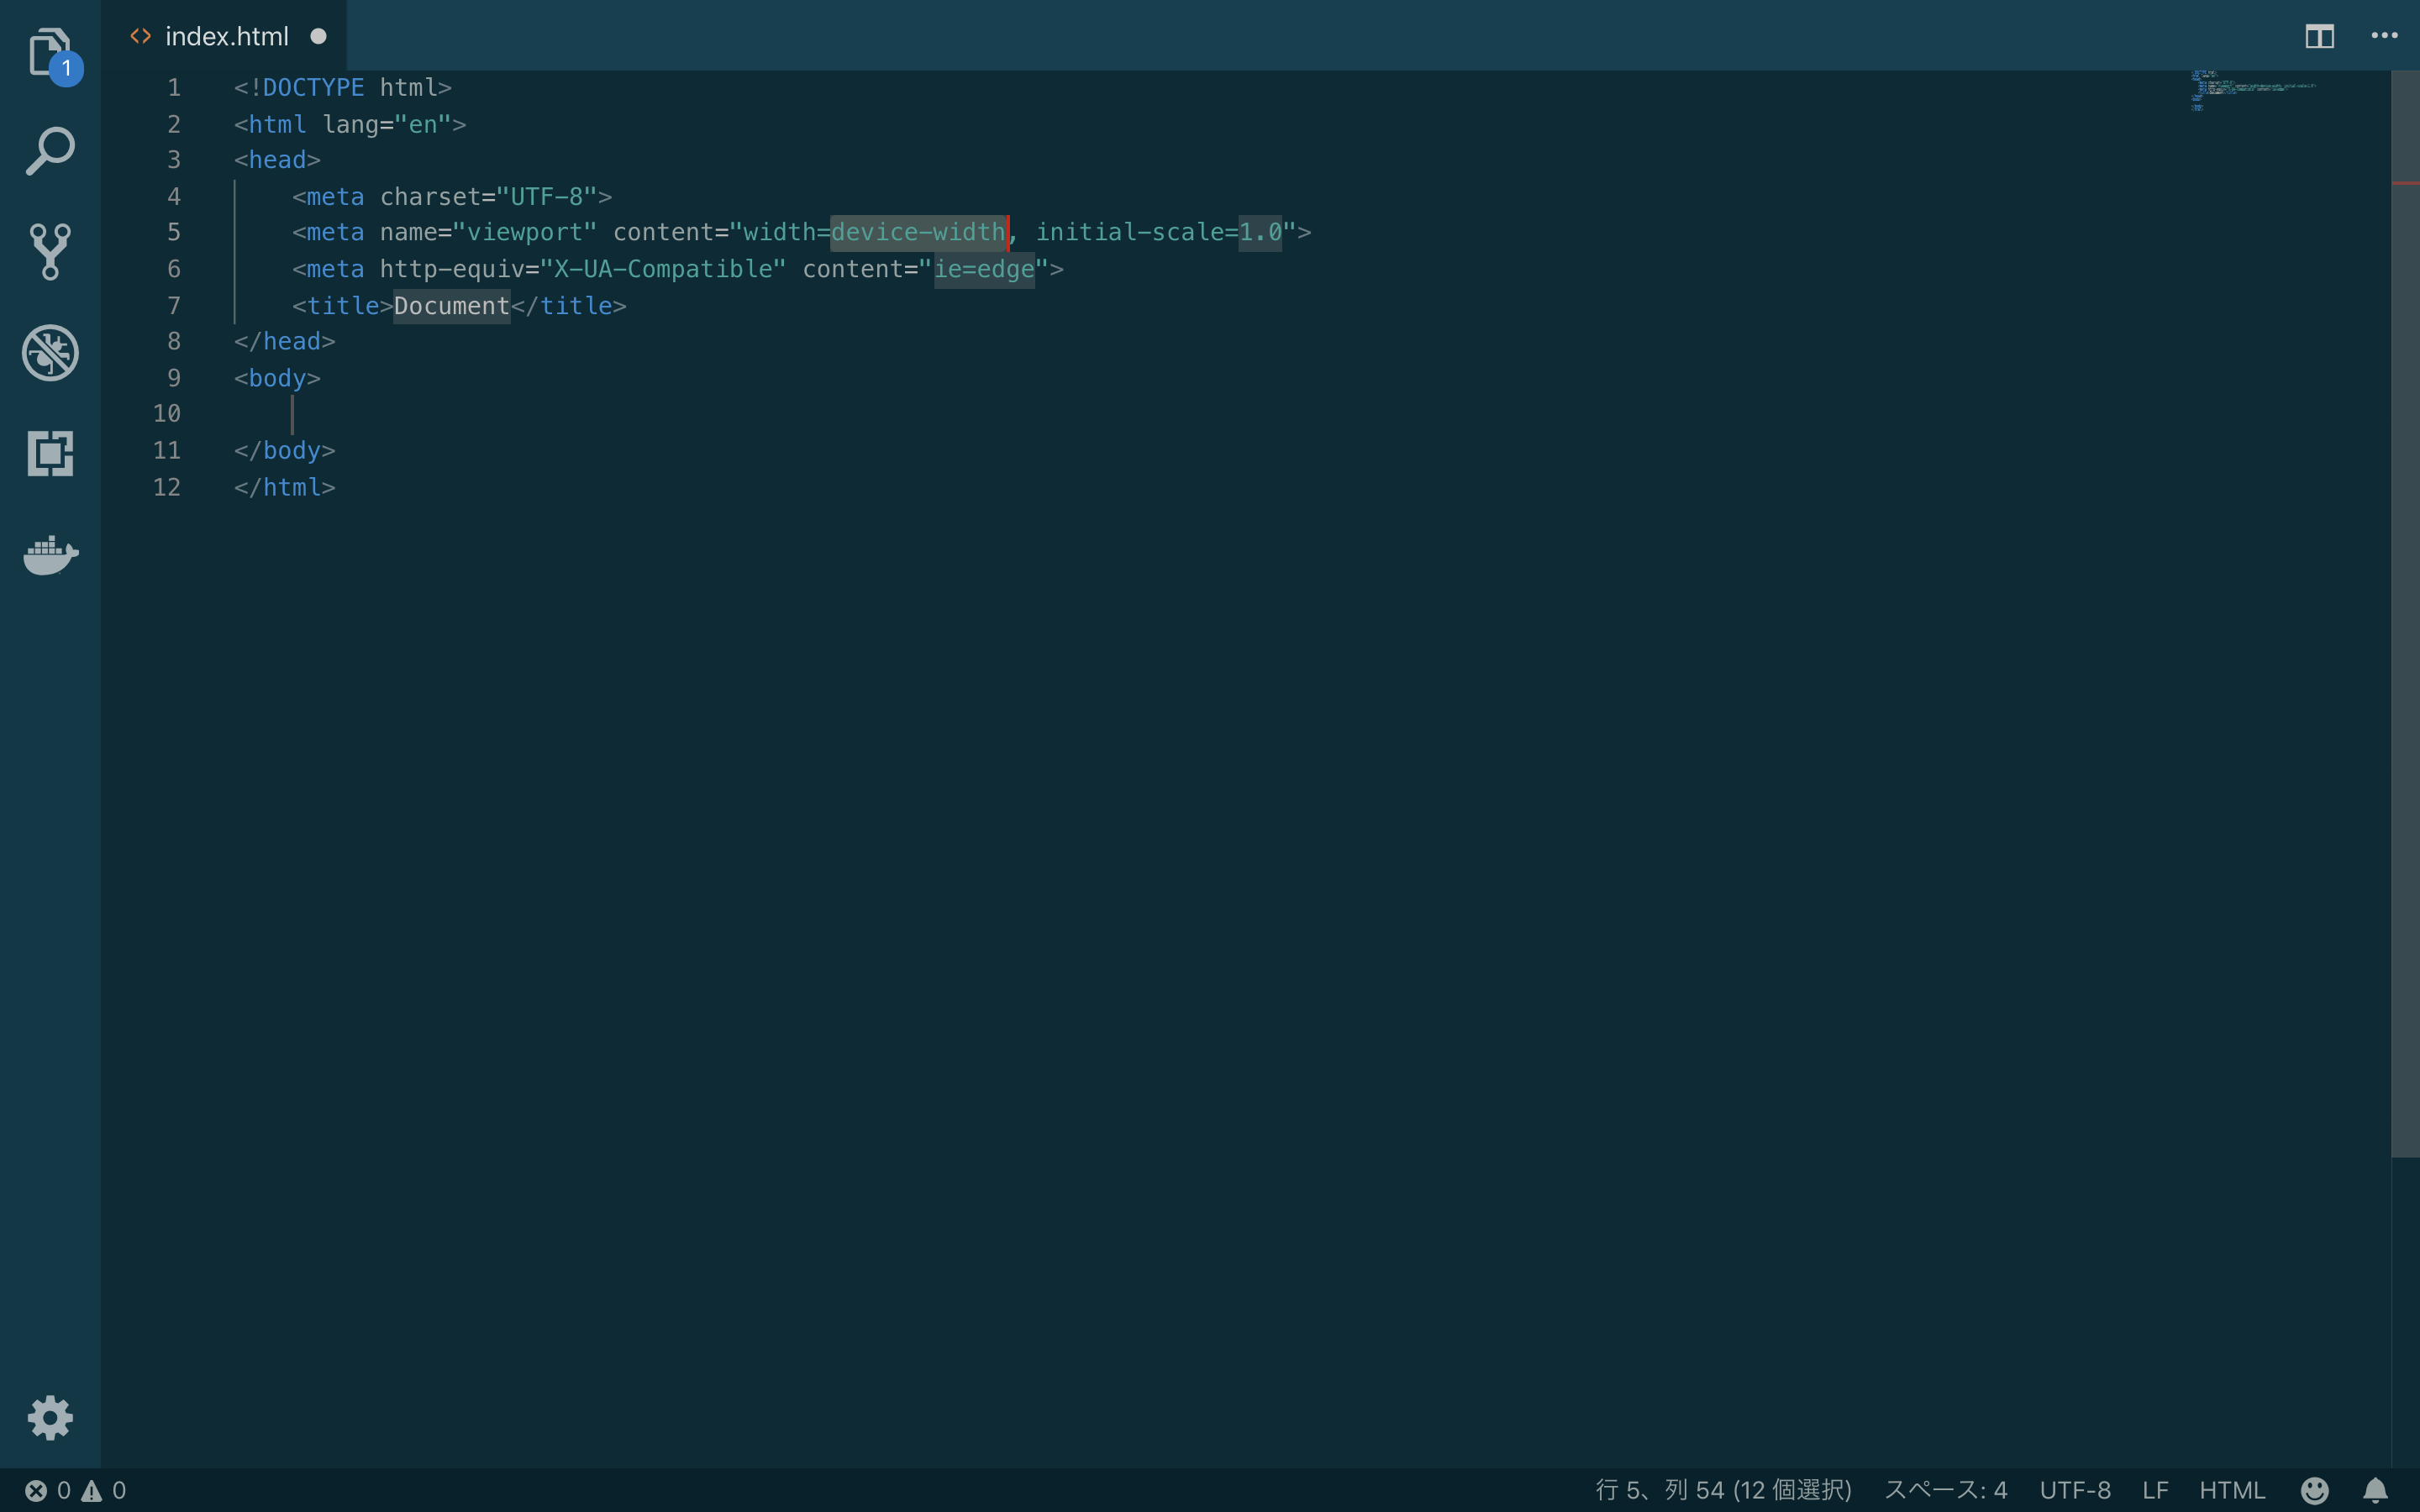 index.html
1
1 <!DOCTYPE html>
2 <html lang="en">
3 <head>
4     <meta charset="UTF-8">
5     <meta name="viewport" content="width=device-width, initial-scale=1.0">
6     <meta http-equiv="X-UA-Compatible" content="ie=edge">
7     <title>Document</title>
8 </head>
9 <body>
10
11 </body>
12 </html>
0 0 行 5、列 54 (12 個選択) スペース: 4 UTF-8 LF HTML